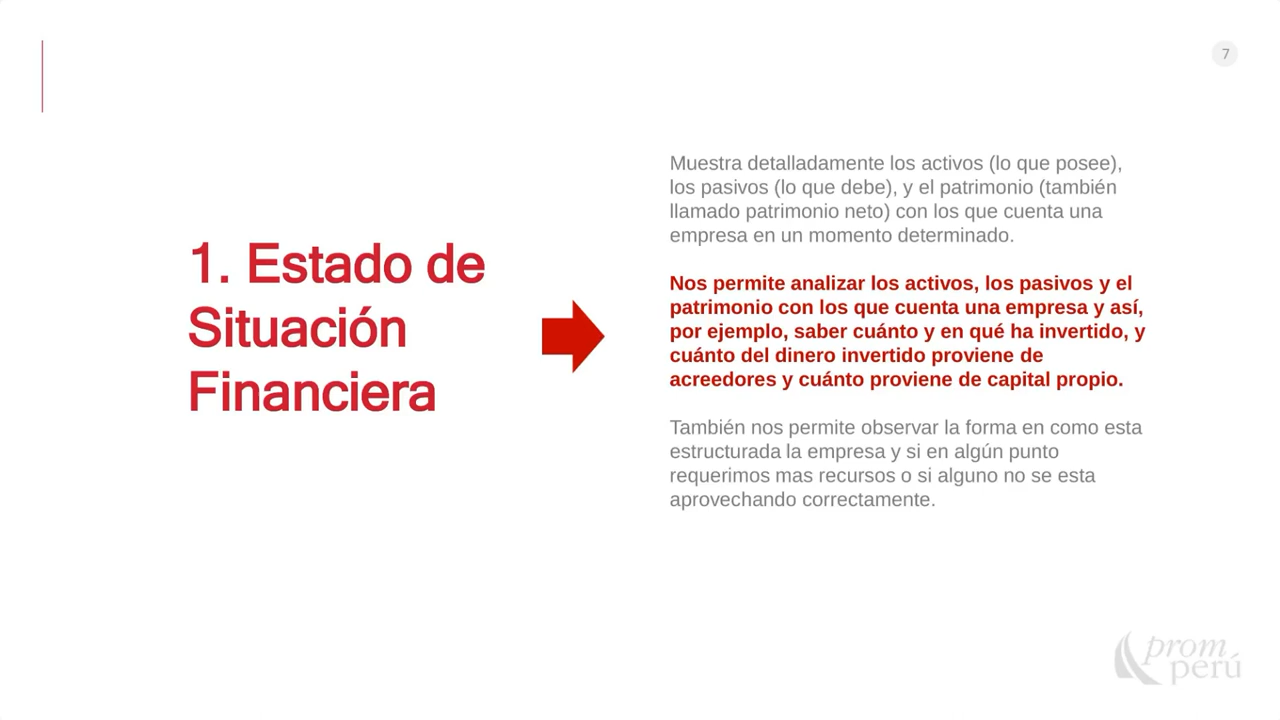 7
1. Estado de
Situación
Financiera
Muestra detalladamente los activos (lo que posee),
los pasivos (lo que debe), y el patrimonio (también
llamado patrimonio neto) con los que cuenta una
empresa en un momento determinado.
Nos permite analizar los activos, los pasivos y el
patrimonio con los que cuenta una empresa y así,
por ejemplo, saber cuánto y en qué ha invertido, y
cuánto del dinero invertido proviene de
acreedores y cuánto proviene de capital propio.
También nos permite observar la forma en como esta
estructurada la empresa y si en algún punto
requerimos mas recursos o si alguno no se esta
aprovechando correctamente.
prom
perú